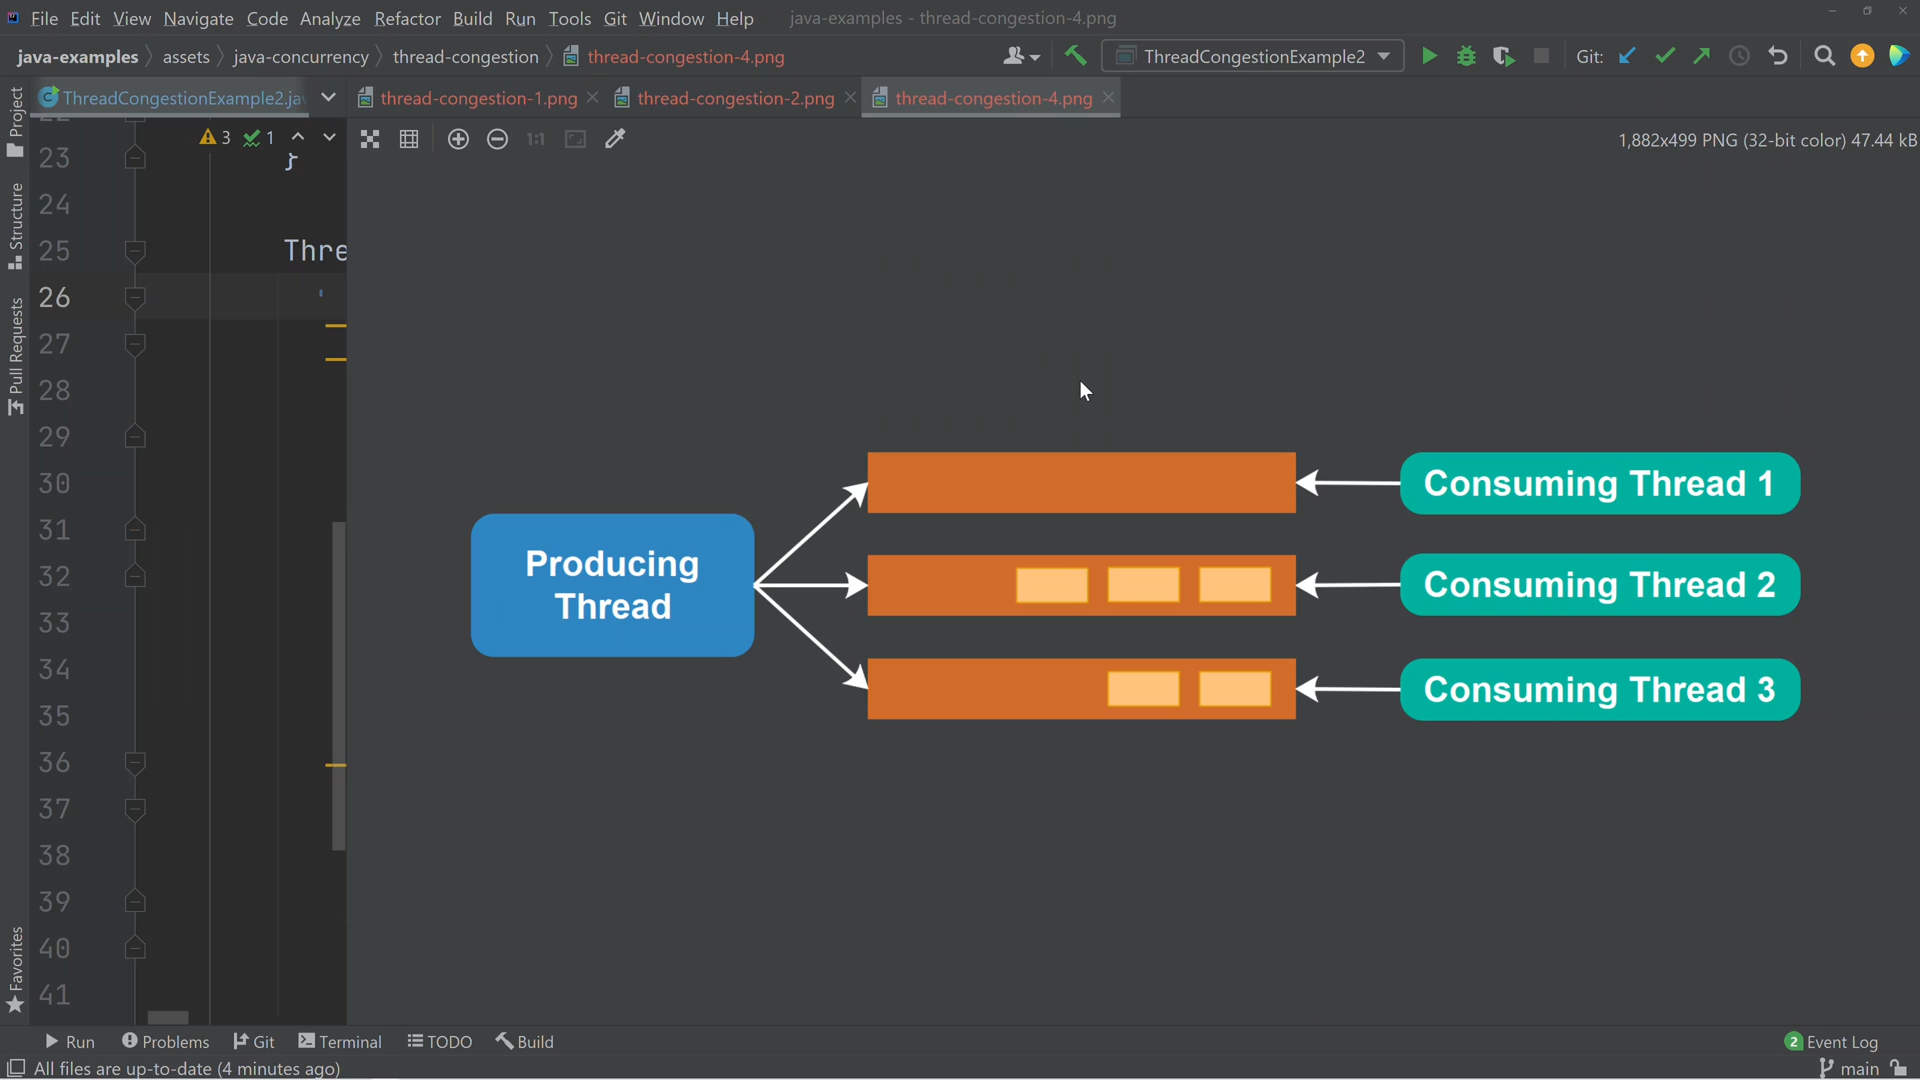 File Edit View Navigate Code Analyze Refactor Build Run Tools Git Window Help java-examples - thread-congestion-4.png
java-examples assets java-concurrency thread-congestion thread-congestion-4.png ThreadCongestionExample2 Git:
ThreadCongestionExample2.jav thread-congestion-1.png thread-congestion-2.png thread-congestion-4.png
3 1 1:1 1,882x499 PNG (32-bit color) 47.44 kB
Project
Structure
Pull Requests
Favorites
22
23 }
24
25 Thre
26
27
28
29
30
31
32
33
34
35
36
37
38
39
40
41
Producing
Thread
Consuming Thread 1
Consuming Thread 2
Consuming Thread 3
Run Problems Git Terminal TODO Build 2 Event Log
All files are up-to-date (4 minutes ago) main